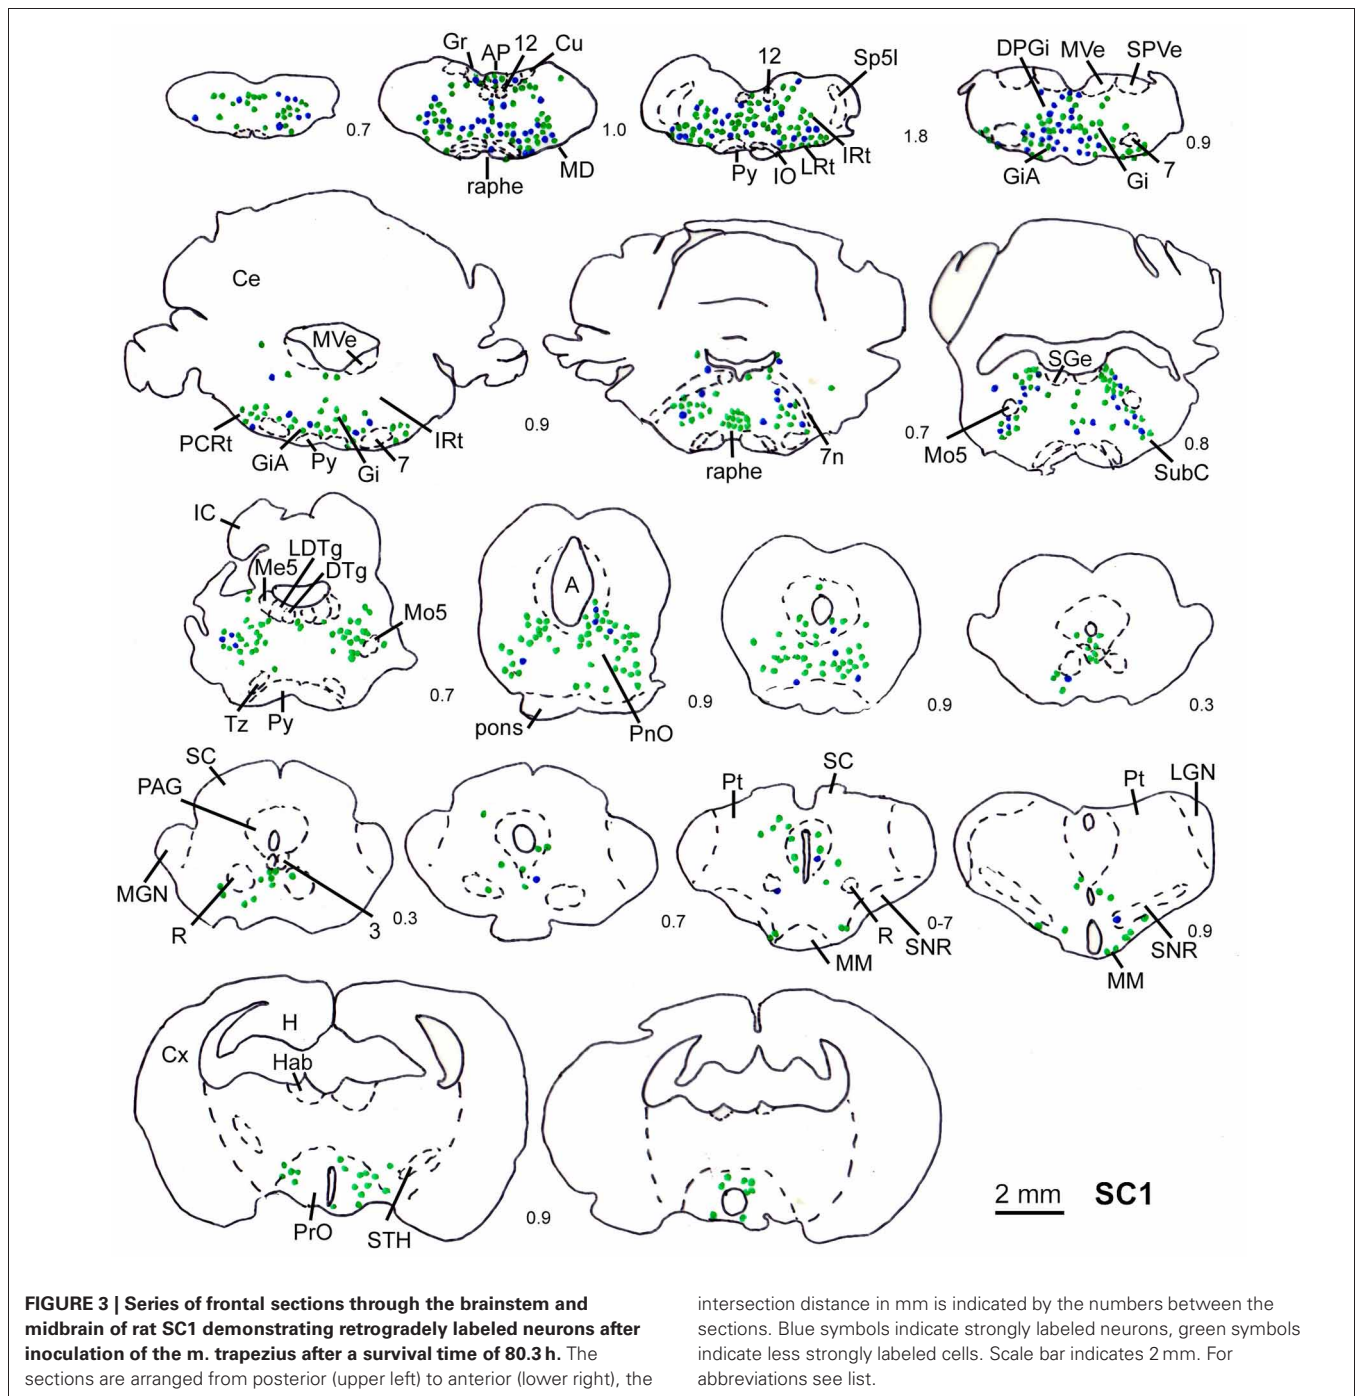 Gr AP 12 Cu
12 Sp5I
DPGi MVe SPVe
0.7 1.0 1.8 0.9
raphe MD
Py IO LRt IRt
GiA Gi 7
Ce
MVe
SGe
PCRt GiA Py Gi 7 IRt
0.9
raphe 7n
0.7
Mo5
0.8
SubC
IC
LDTg
Me5 DTg
Mo5
A
Tz Py
0.7
pons PnO
0.9
0.9
0.3
SC
PAG
MGN
R
3 0.3
0.7
Pt SC
R 0-7
SNR
MM
Pt LGN
0.9
SNR
MM
H
Cx
Hab
PrO
STH
0.9
2 mm SC1
FIGURE 3 | Series of frontal sections through the brainstem and
midbrain of rat SC1 demonstrating retrogradely labeled neurons after
inoculation of the m. trapezius after a survival time of 80.3 h. The
sections are arranged from posterior (upper left) to anterior (lower right), the
intersection distance in mm is indicated by the numbers between the
sections. Blue symbols indicate strongly labeled neurons, green symbols
indicate less strongly labeled cells. Scale bar indicates 2 mm. For
abbreviations see list.